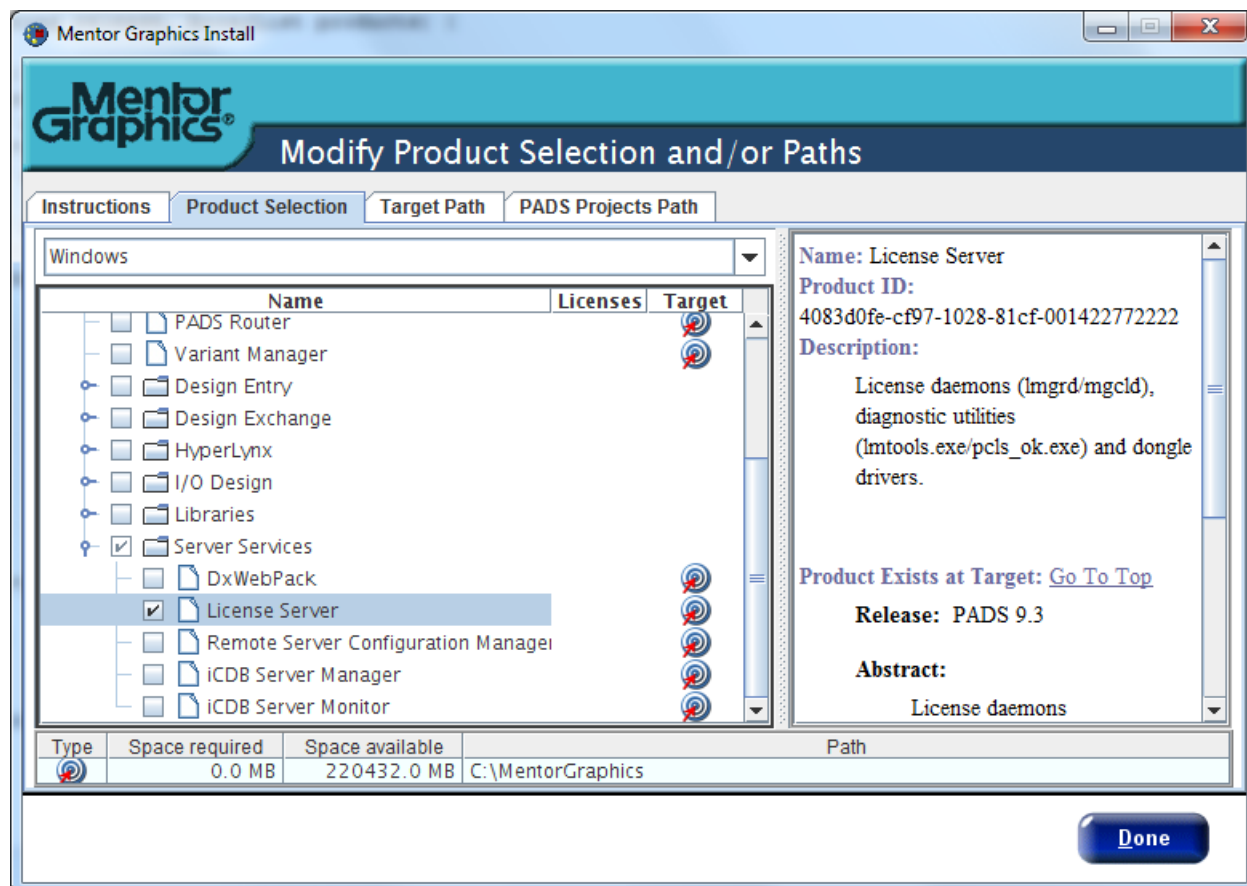 Mentor Graphics Install
Mentor
Graphics®
Modify Product Selection and/or Paths
Instructions
Product Selection
Target Path
PADS Projects Path
Windows
Name
Licenses
Target
PADS Router
Variant Manager
Design Entry
Design Exchange
HyperLynx
I/O Design
Libraries
Server Services
DxWebPack
License Server
Remote Server Configuration Manager
iCDB Server Manager
iCDB Server Monitor
Name: License Server
Product ID:
4083d0fe-cf97-1028-81cf-001422772222
Description:
License daemons (lmgrd/mgcld),
diagnostic utilities
(lmtools.exe/pcls_ok.exe) and dongle
drivers.
Product Exists at Target: Go To Top
Release: PADS 9.3
Abstract:
License daemons
Type
Space required
Space available
Path
0.0 MB
220432.0 MB
C:\MentorGraphics
Done